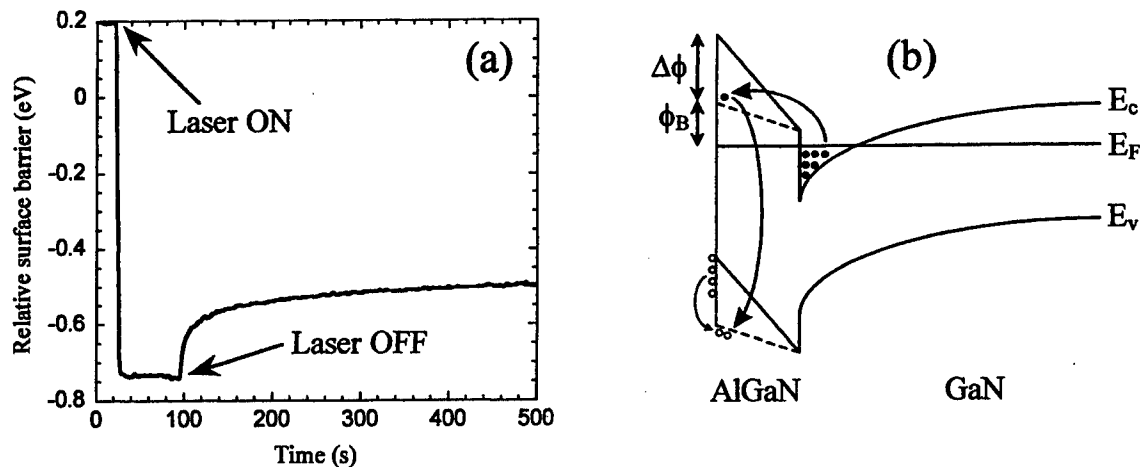 (a)
Relative surface barrier (eV)
0.2
0
-0.2
-0.4
-0.6
-0.8
Laser ON
Laser OFF
0 100 200 300 400 500
Time (s)
(b)
Δϕ
ϕB
Ec
EF
Ev
AlGaN GaN